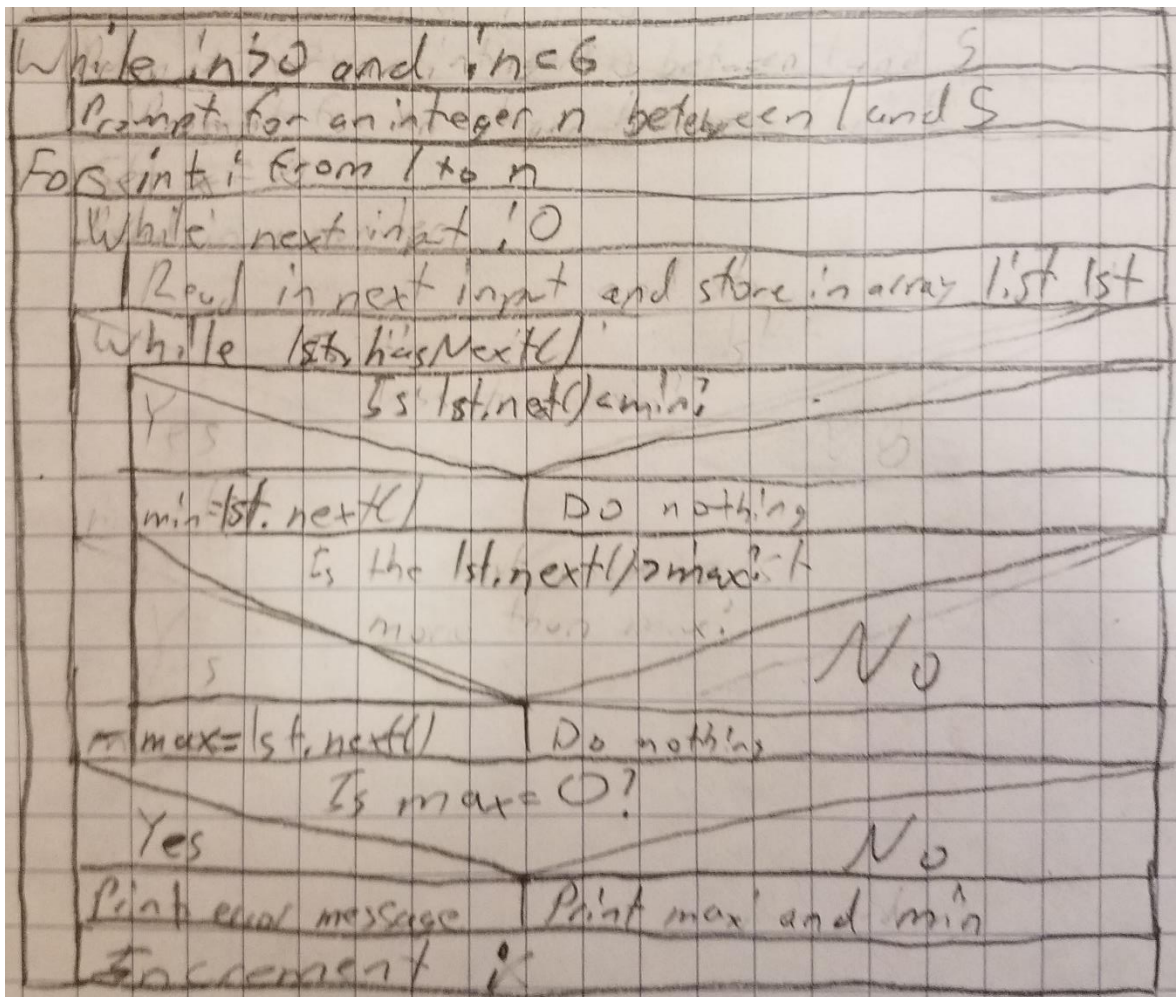 While in>0 and in<6
Prompt for an integer n between 1 and 5
For int i from 1 to n
While next input ! 0
Read in next input and store in array list lst
While lst.hasNext()
Is lst.next()<min?
Yes
min=lst.next() Do nothing
Is the lst.next()>max?
No
max=lst.next() Do nothing
Is max=0?
Yes No
Print error message Print max and min
Increment i